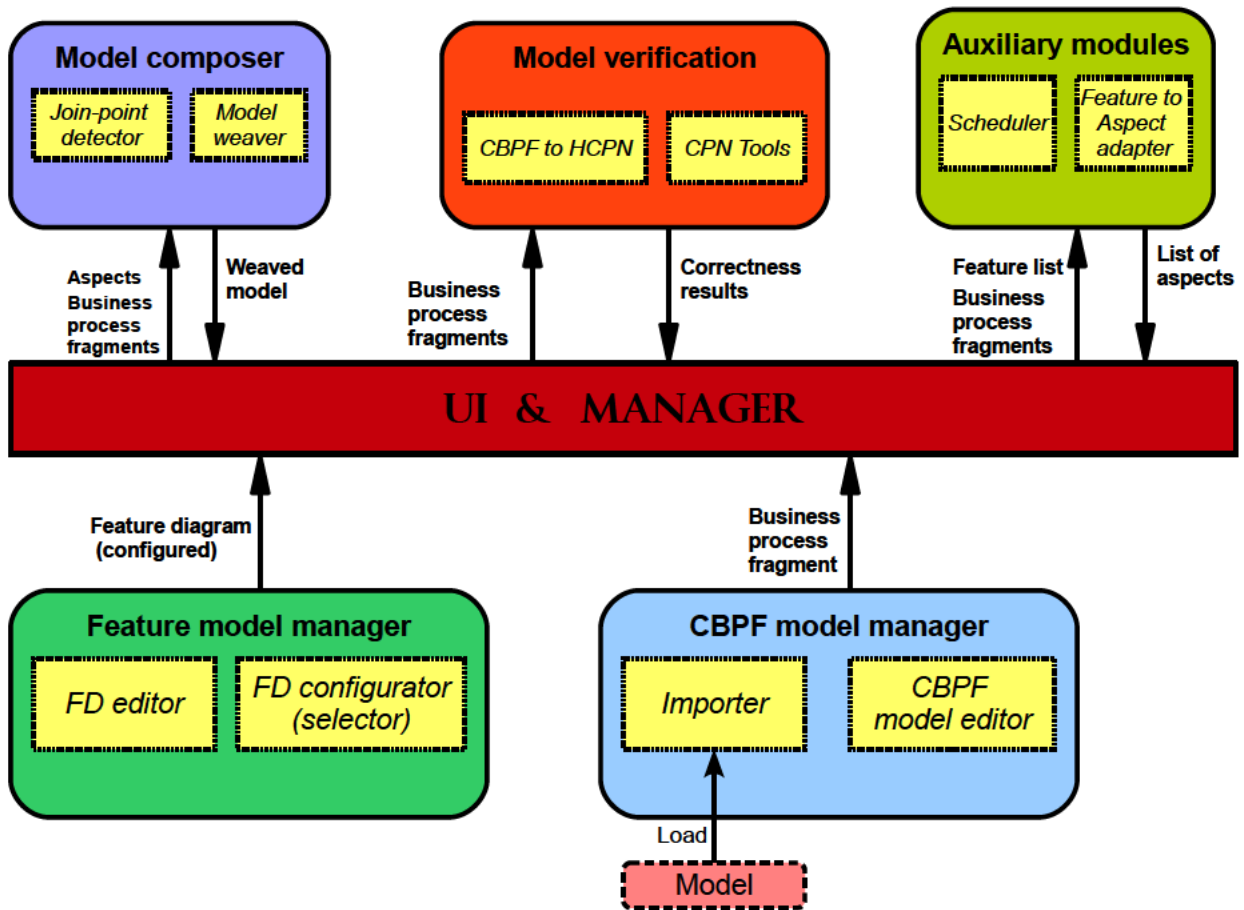 Model composer
Join-point
detector
Model
weaver
Model verification
CBPF to HCPN
CPN Tools
Auxiliary modules
Scheduler
Feature to
Aspect
adapter
Aspects
Business
process
fragments
Weaved
model
Business
process
fragments
Correctness
results
Feature list
Business
process
fragments
List of
aspects
UI & MANAGER
Feature diagram
(configured)
Business
process
fragment
Feature model manager
FD editor
FD configurator
(selector)
CBPF model manager
Importer
CBPF
model editor
Load
Model